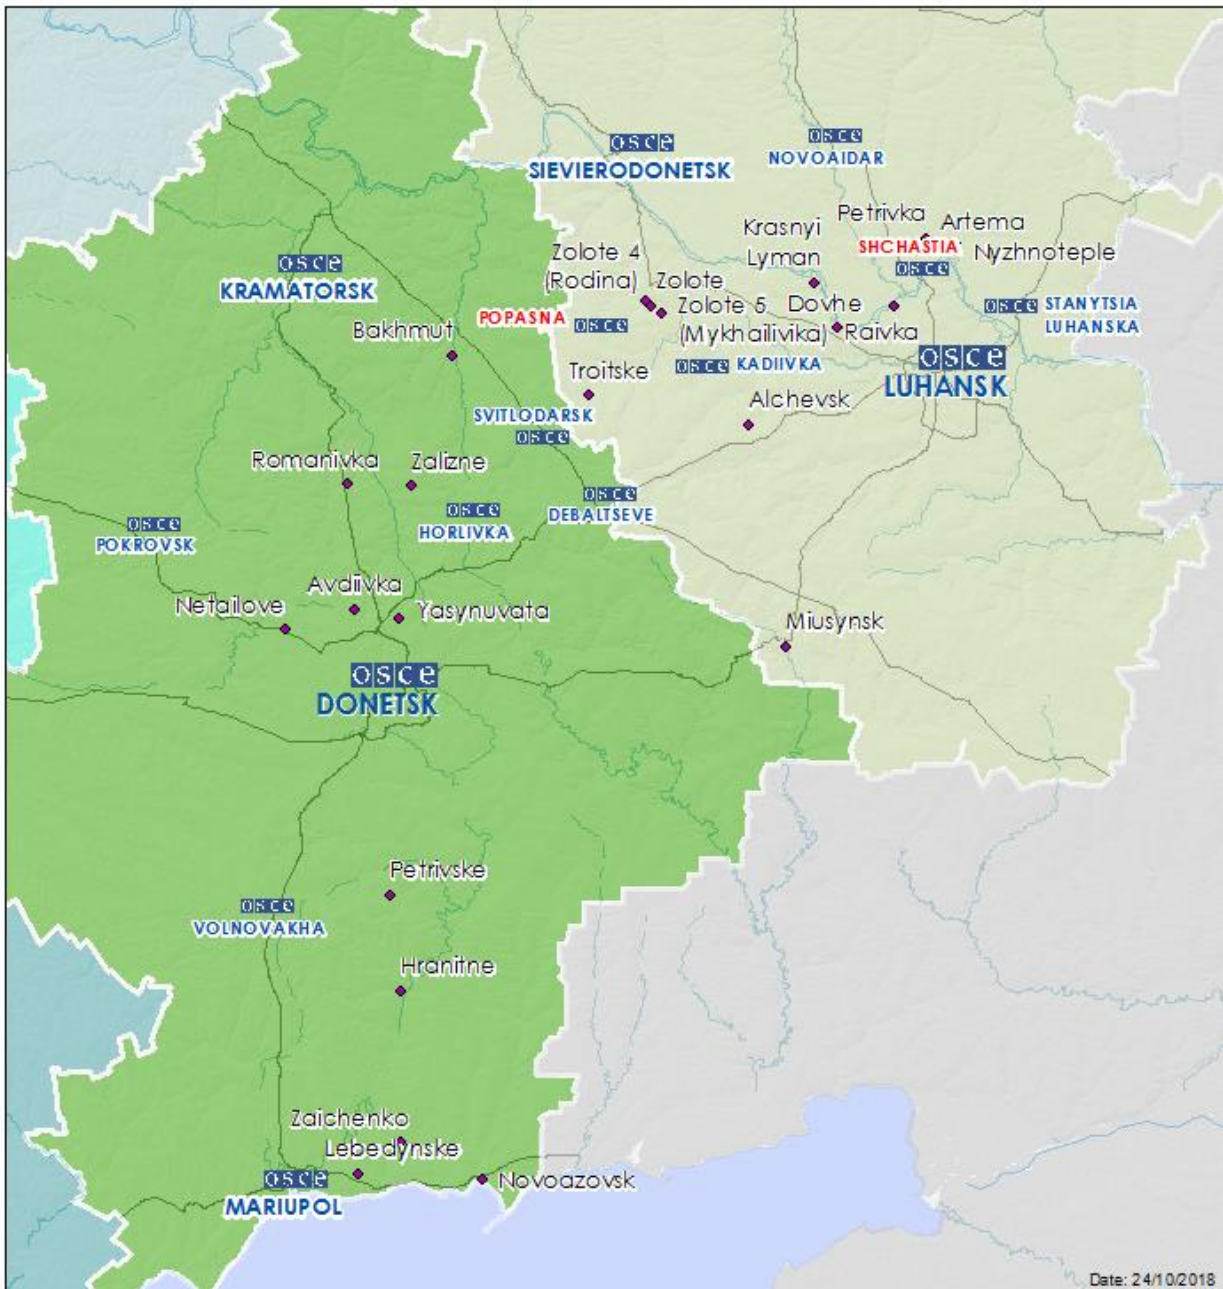 osce
SIEVIERODONETSK
osce
NOVOAIDAR
Petrivka
Artema
SHCHASTIA
osce
Nyzhnoteple
Krasnyi
Lyman
Zolote 4
(Rodina)
Zolote
Zolote 5
(Mykhailivika)
Dovhe
Raivka
osce
STANYTSIA
LUHANSKA
osce
KRAMATORSK
POPASNA
osce
Bakhmut
osce
KADIIVKA
osce
LUHANSK
Troitske
Alchevsk
SVITLODARSK
osce
Romanivka
Zalizne
osce
DEBALTSEVE
osce
HORLIVKA
osce
POKROVSK
Avdiivka
Netailove
Yasynuvata
Miusynsk
osce
DONETSK
Petrivske
osce
VOLNOVAKHA
Hranitne
Zaichenko
Lebedynske
osce
MARIUPOL
Novoazovsk
Date: 24/10/2018